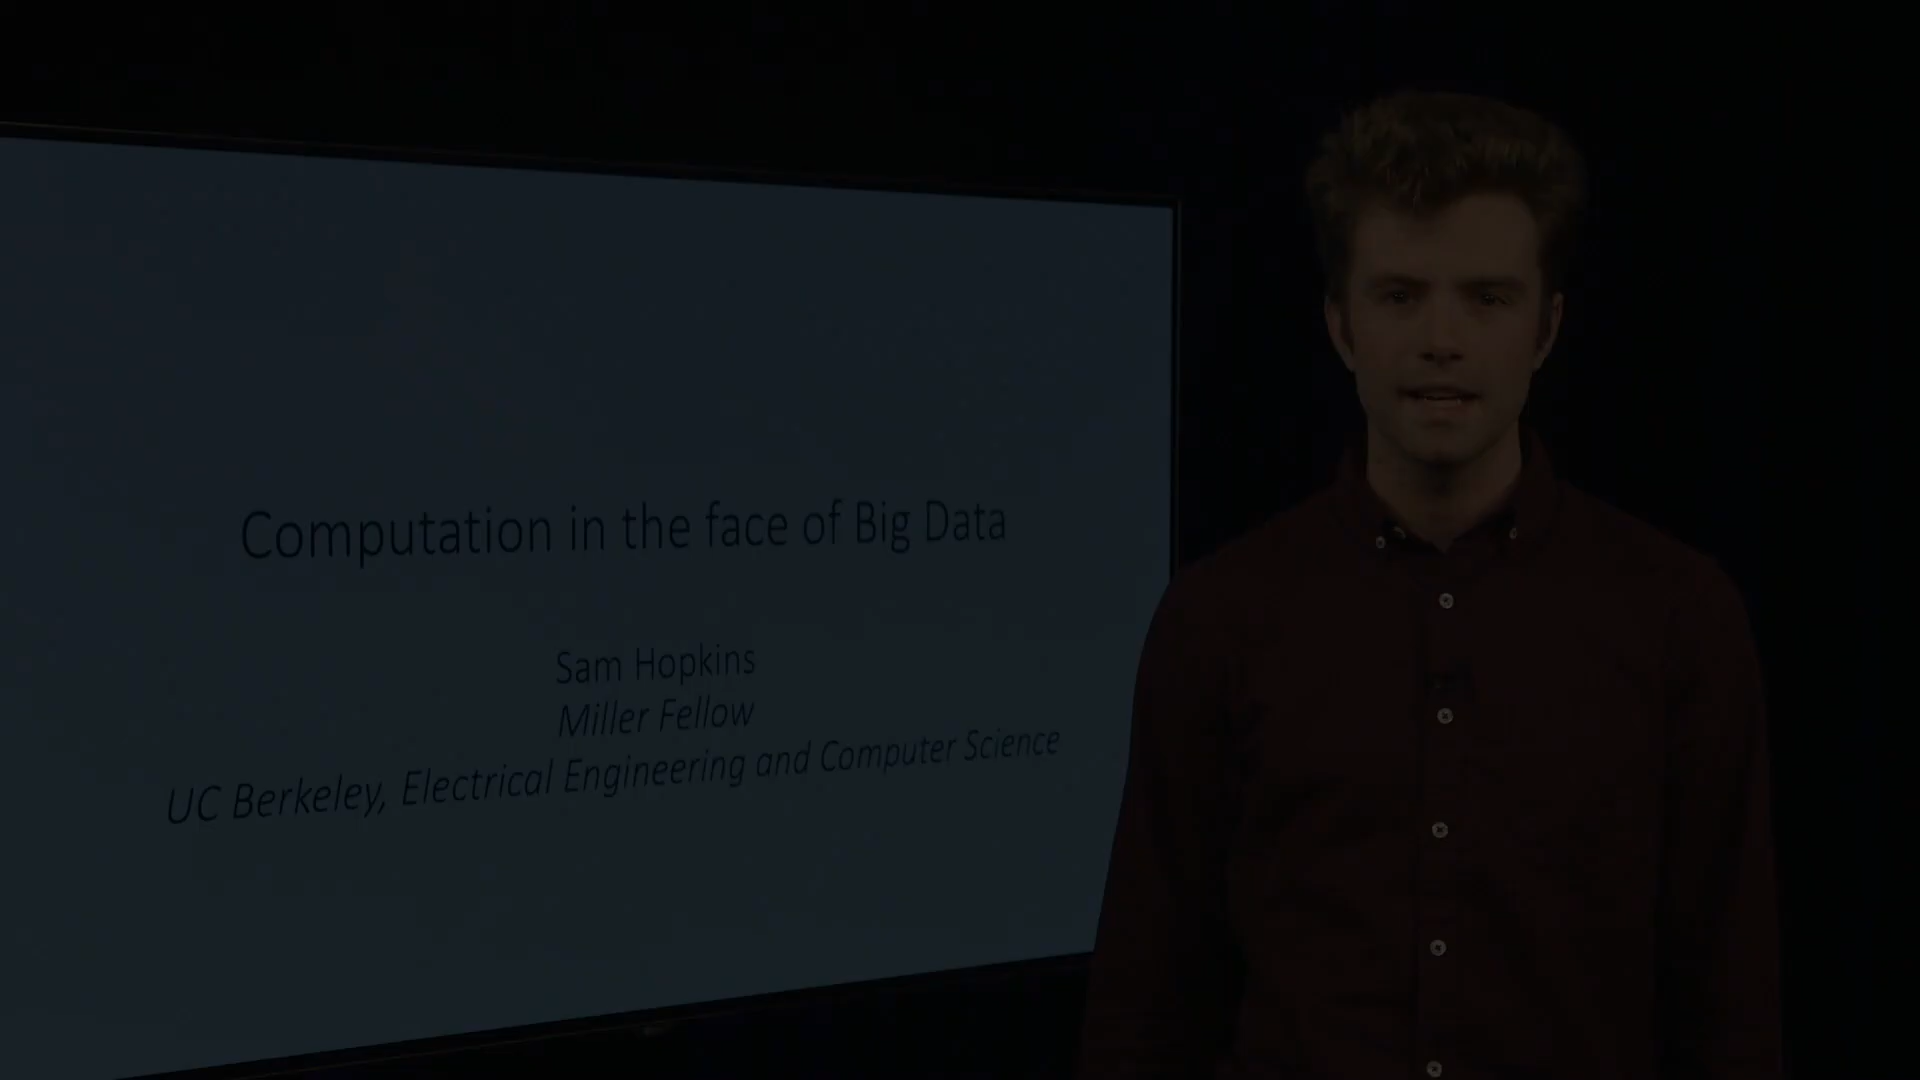 Computation in the face of Big Data
Sam Hopkins
Miller Fellow
UC Berkeley, Electrical Engineering and Computer Science